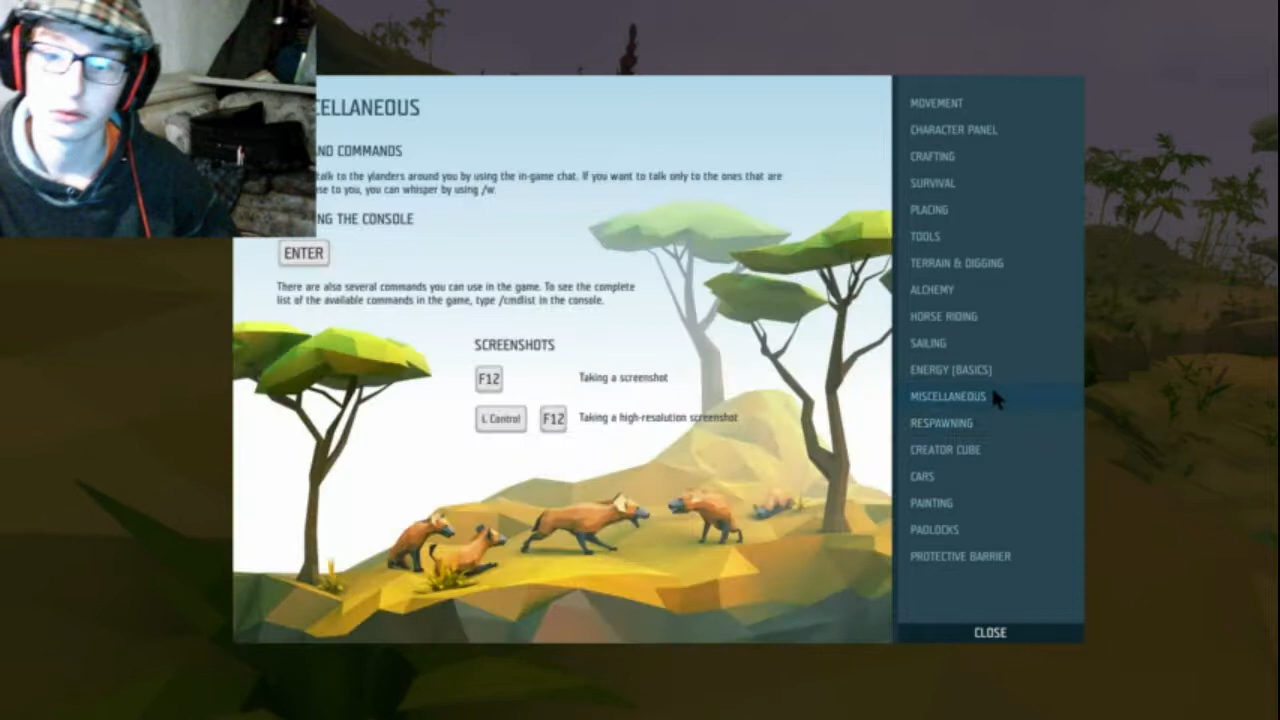 CELLANEOUS
ND COMMANDS
talk to the ylanders around you by using the in-game chat. If you want to talk only to the ones that are
se to you, you can whisper by using /w
NG THE CONSOLE
ENTER
There are also several commands you can use in the game. To see the complete
list of the available commands in the game, type /cmdlist in the console.
SCREENSHOTS
F12 Taking a screenshot
L Control F12 Taking a high-resolution screenshot
MOVEMENT
CHARACTER PANEL
CRAFTING
SURVIVAL
PLACING
TOOLS
TERRAIN & DIGGING
ALCHEMY
HORSE RIDING
SAILING
ENERGY [BASICS]
MISCELLANEOUS
RESPAWNING
CREATOR CUBE
CARS
PAINTING
PADLOCKS
PROTECTIVE BARRIER
CLOSE